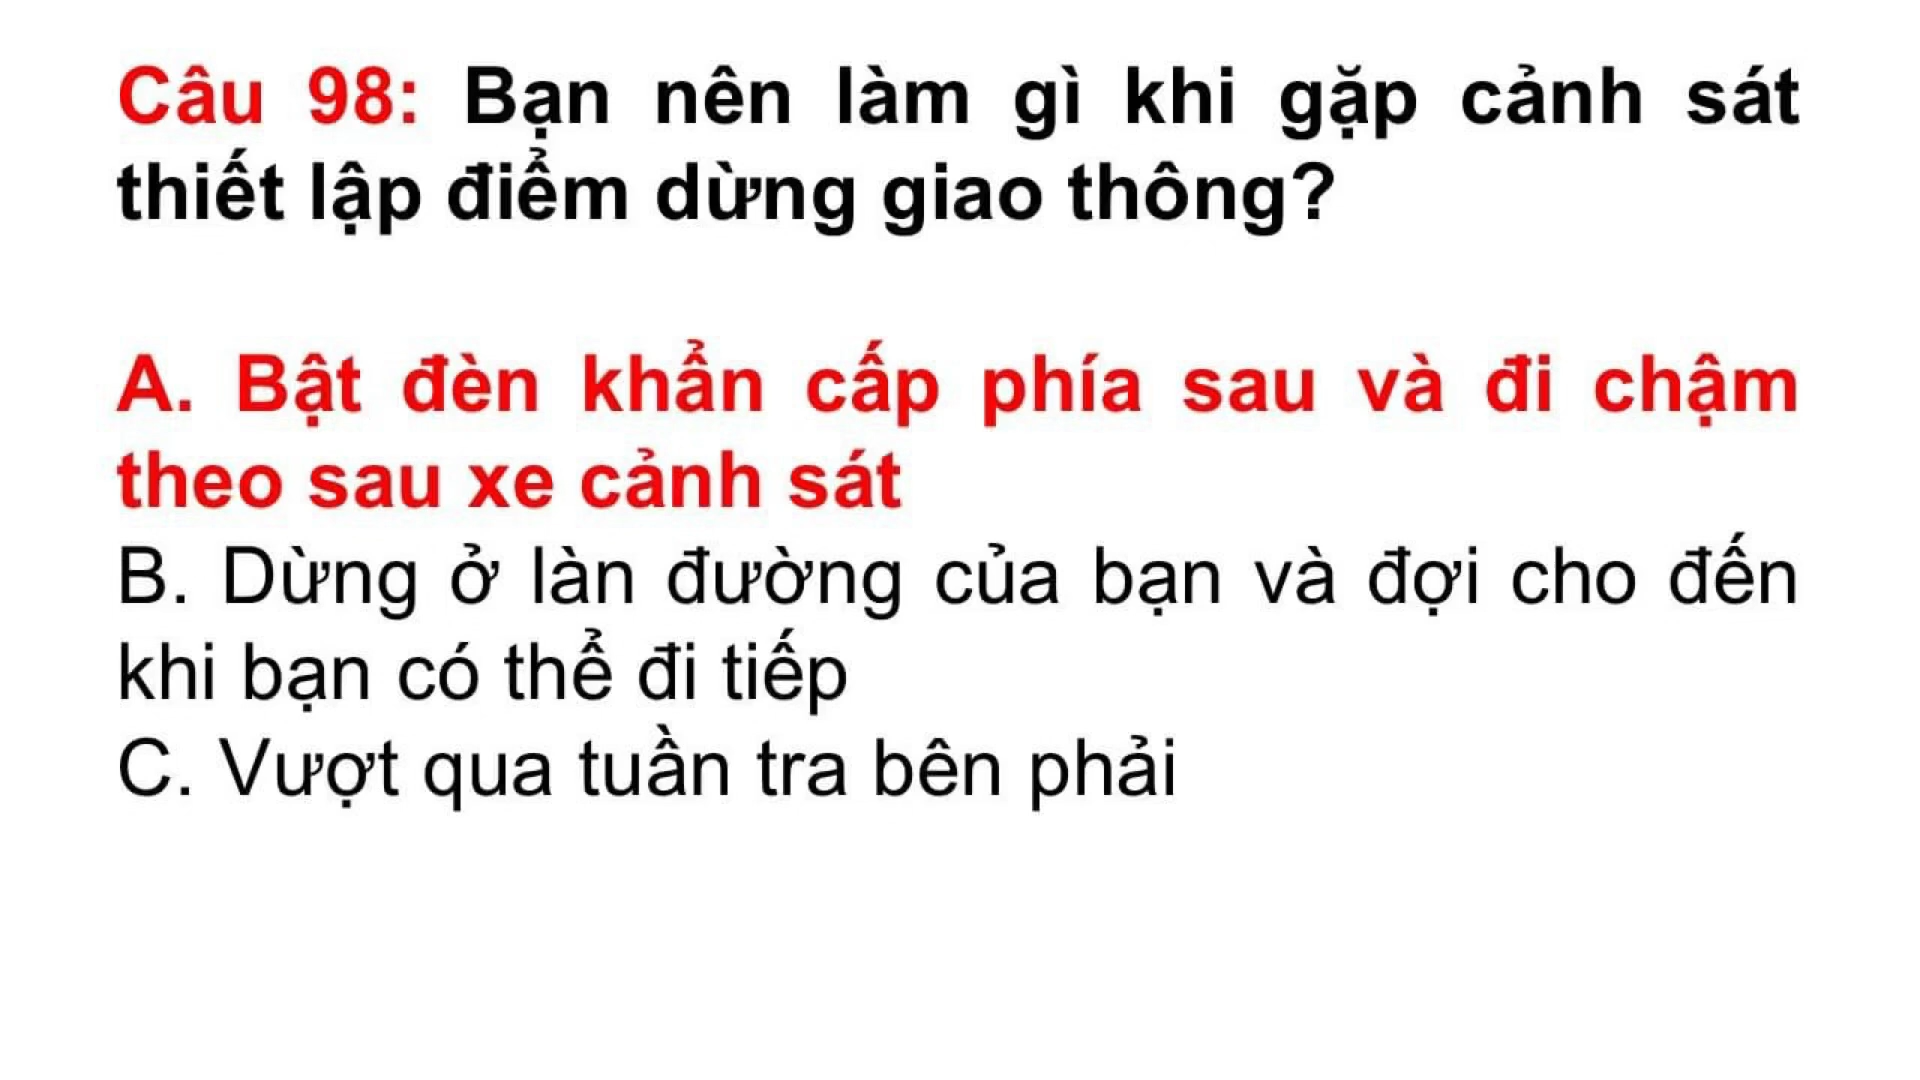 Câu 98: Bạn nên làm gì khi gặp cảnh sát
thiết lập điểm dừng giao thông?
A. Bật đèn khẩn cấp phía sau và đi chậm
theo sau xe cảnh sát
B. Dừng ở làn đường của bạn và đợi cho đến
khi bạn có thể đi tiếp
C. Vượt qua tuần tra bên phải